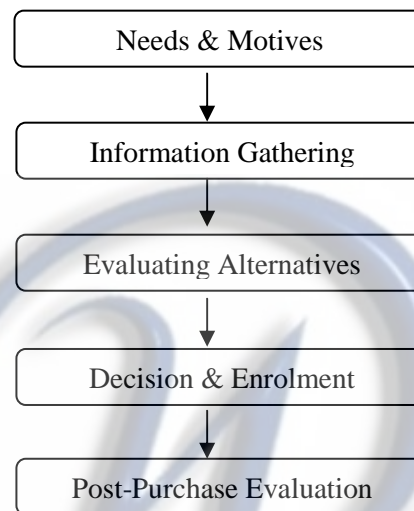 Needs & Motives
Information Gathering
Evaluating Alternatives
Decision & Enrolment
Post-Purchase Evaluation